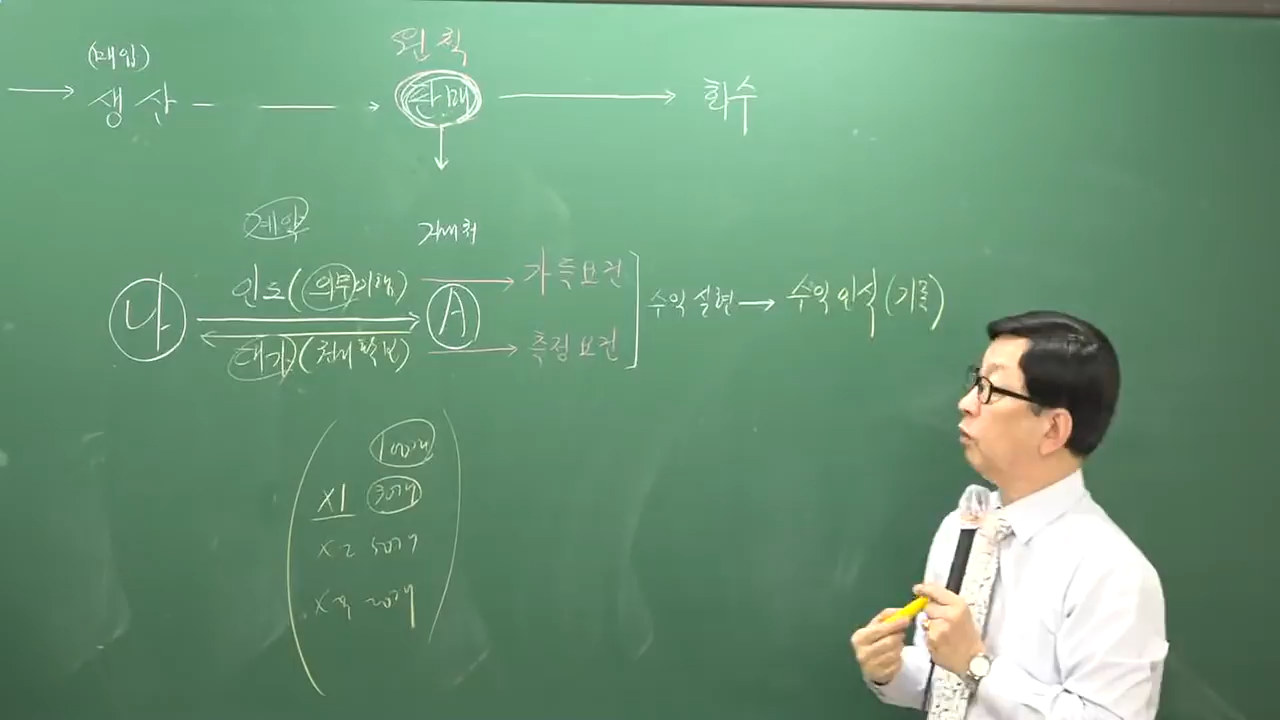 원칙
(매입)
생산 판매 회수
계약 거래처
인도(의무이행) 가득요건
나 A 수익실현 → 수익인식(기록)
대가(현재확보) 측정요건
100개
X1 30개
X2 50개
X3 20개